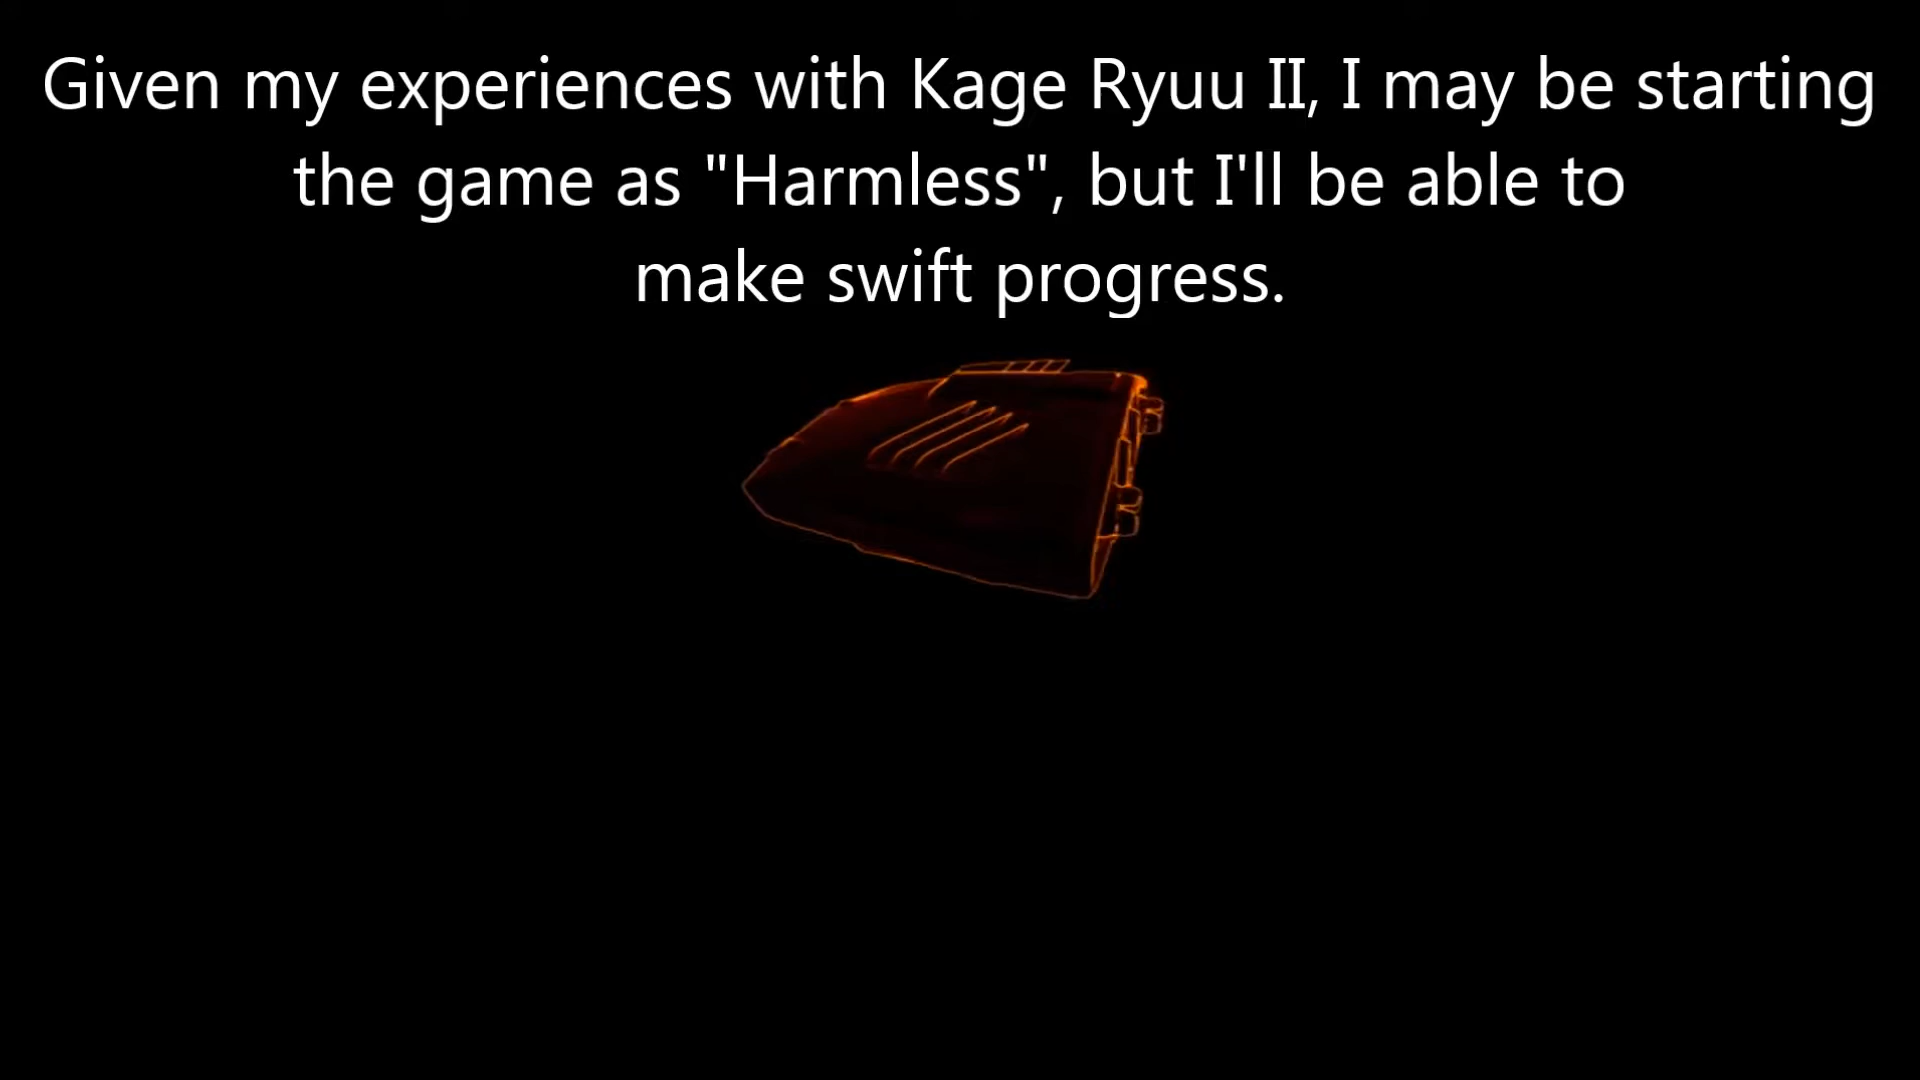 Given my experiences with Kage Ryuu II, I may be starting
the game as "Harmless", but I'll be able to
make swift progress.